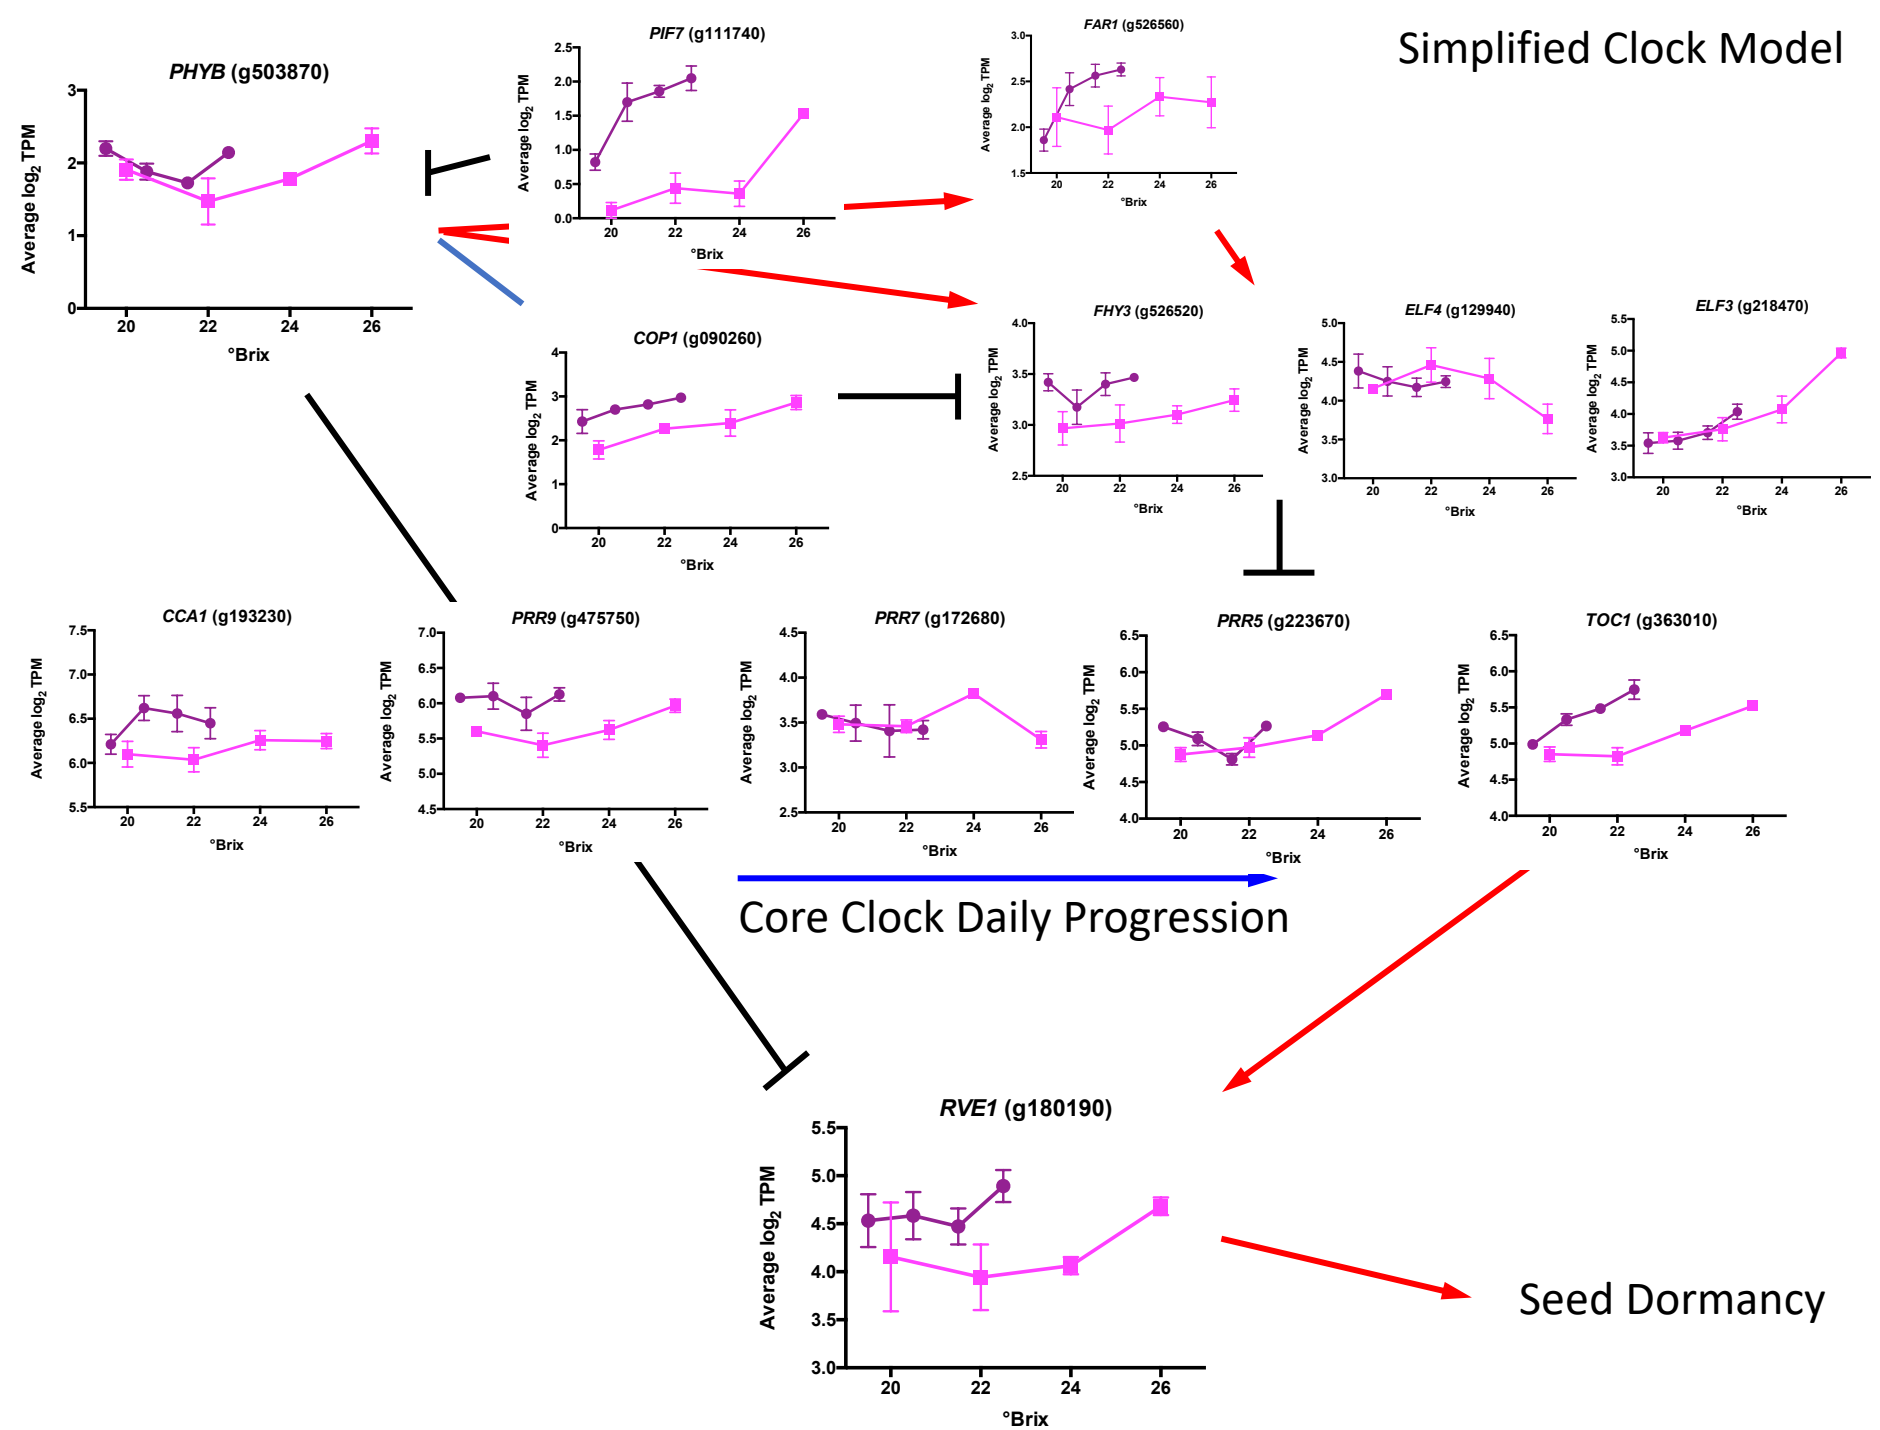 Simplified Clock Model
PHYB (g503870)
Average log2 TPM
3
2
1
0
20 22 24 26
°Brix
PIF7 (g111740)
Average log2 TPM
2.5
2.0
1.5
1.0
0.5
0.0
20 22 24 26
°Brix
FAR1 (g526560)
Average log2 TPM
3.0
2.5
2.0
1.5
20 22 24 26
°Brix
COP1 (g090260)
Average log2 TPM
4
3
2
1
0
20 22 24 26
°Brix
FHY3 (g526520)
Average log2 TPM
4.0
3.5
3.0
2.5
20 22 24 26
°Brix
ELF4 (g129940)
Average log2 TPM
5.0
4.5
4.0
3.5
3.0
20 22 24 26
°Brix
ELF3 (g218470)
Average log2 TPM
5.5
5.0
4.5
4.0
3.5
3.0
20 22 24 26
°Brix
CCA1 (g193230)
Average log2 TPM
7.5
7.0
6.5
6.0
5.5
20 22 24 26
°Brix
PRR9 (g475750)
Average log2 TPM
7.0
6.5
6.0
5.5
5.0
4.5
20 22 24 26
°Brix
PRR7 (g172680)
Average log2 TPM
4.5
4.0
3.5
3.0
2.5
20 22 24 26
°Brix
PRR5 (g223670)
Average log2 TPM
6.5
6.0
5.5
5.0
4.5
4.0
20 22 24 26
°Brix
TOC1 (g363010)
Average log2 TPM
6.5
6.0
5.5
5.0
4.5
4.0
20 22 24 26
°Brix
Core Clock Daily Progression
RVE1 (g180190)
Average log2 TPM
5.5
5.0
4.5
4.0
3.5
3.0
20 22 24 26
°Brix
Seed Dormancy